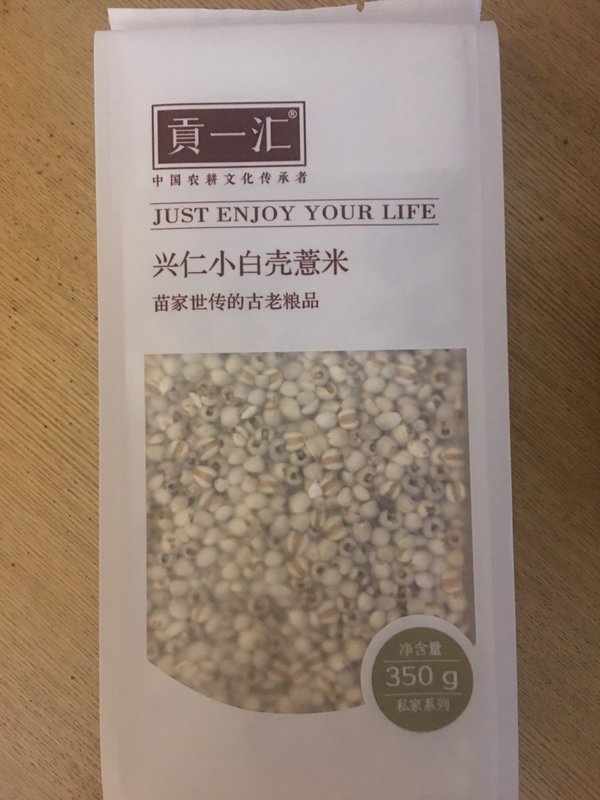 貢一汇®
中国农耕文化传承者
JUST ENJOY YOUR LIFE
兴仁小白壳薏米
苗家世传的古老粮品
净含量
350 g
私家系列